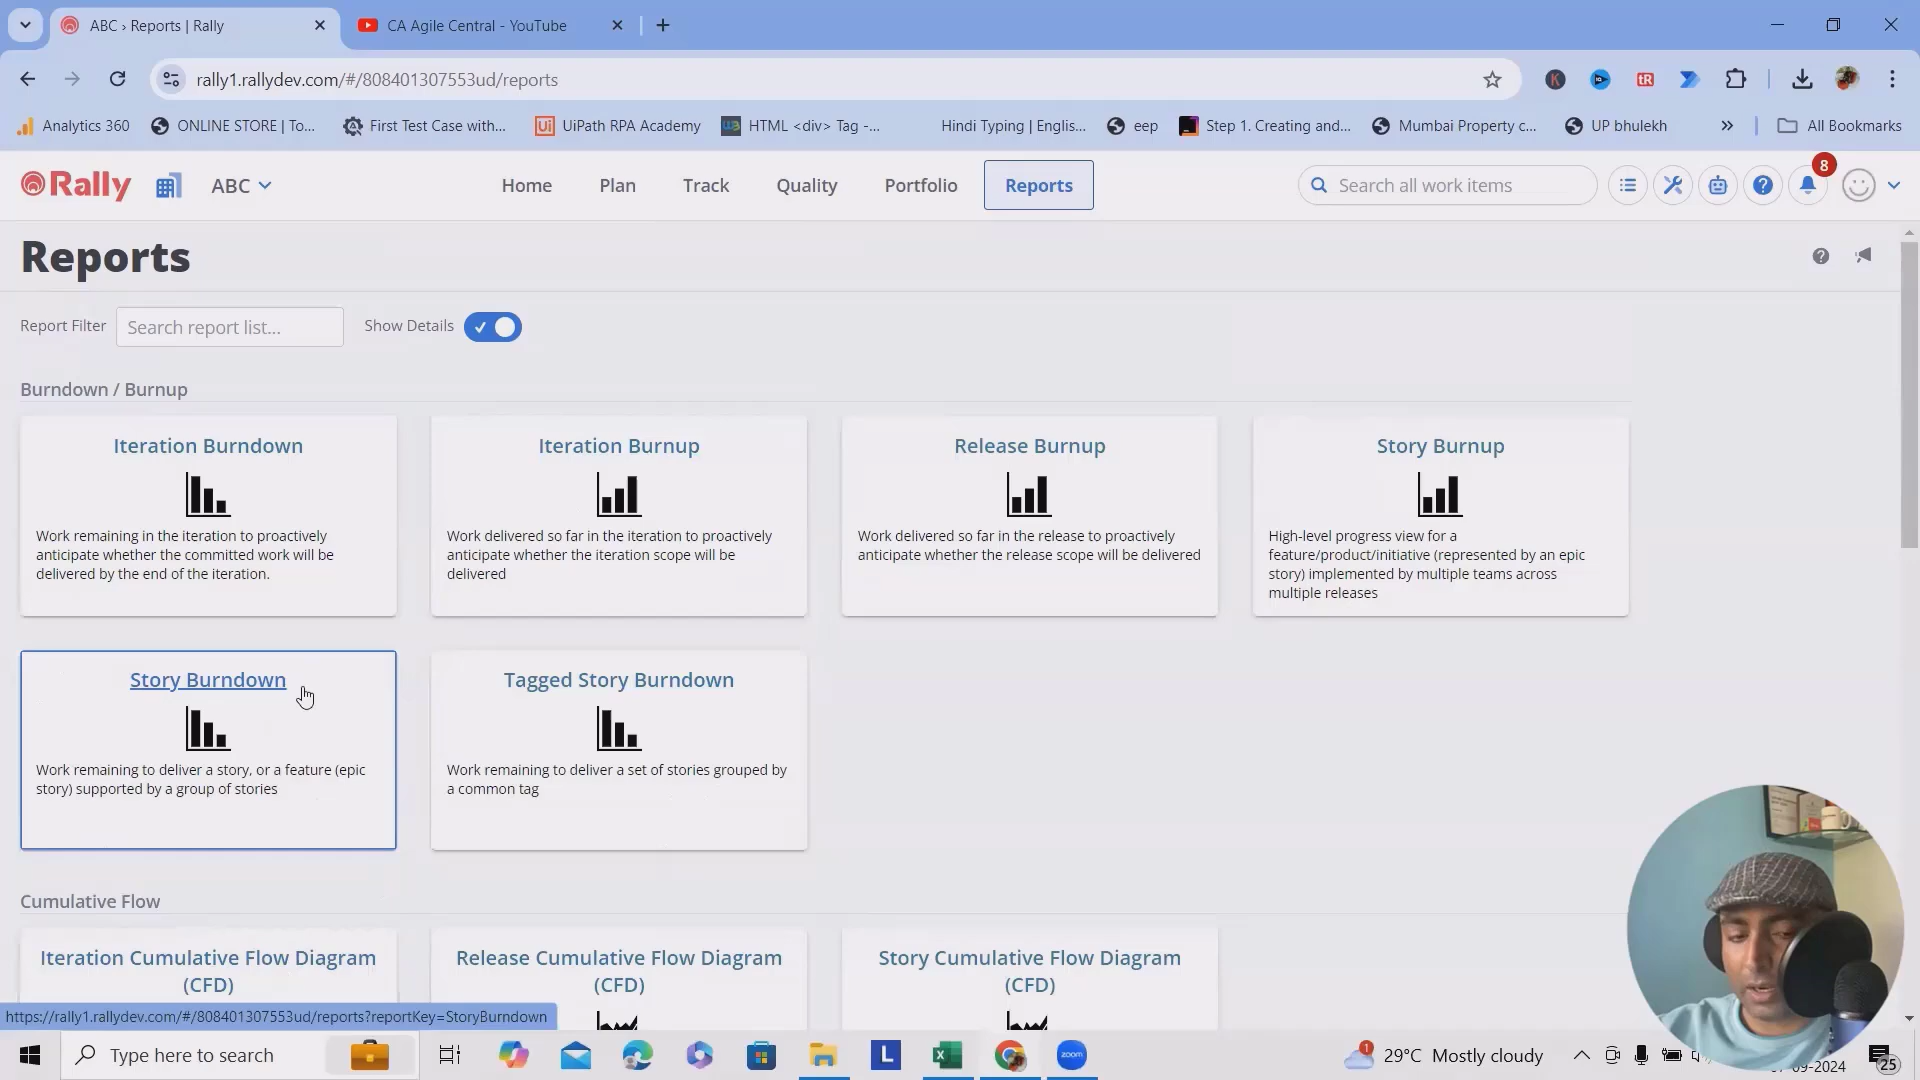 ABC › Reports | Rally
CA Agile Central - YouTube
rally1.rallydev.com/#/808401307553ud/reports
K
tR
Analytics 360
ONLINE STORE | To...
First Test Case with...
Ui UiPath RPA Academy
HTML <div> Tag -...
Hindi Typing | Englis...
eep
Step 1. Creating and...
Mumbai Property c...
UP bhulekh
All Bookmarks
Rally
ABC
Home
Plan
Track
Quality
Portfolio
Reports
Search all work items
8
Reports
Report Filter
Search report list...
Show Details
Burndown / Burnup
Iteration Burndown
Work remaining in the iteration to proactively
anticipate whether the committed work will be
delivered by the end of the iteration.
Iteration Burnup
Work delivered so far in the iteration to proactively
anticipate whether the iteration scope will be
delivered
Release Burnup
Work delivered so far in the release to proactively
anticipate whether the release scope will be delivered
Story Burnup
High-level progress view for a
feature/product/initiative (represented by an epic
story) implemented by multiple teams across
multiple releases
Story Burndown
Work remaining to deliver a story, or a feature (epic
story) supported by a group of stories
Tagged Story Burndown
Work remaining to deliver a set of stories grouped by
a common tag
Cumulative Flow
Iteration Cumulative Flow Diagram
(CFD)
Release Cumulative Flow Diagram
(CFD)
Story Cumulative Flow Diagram
(CFD)
https://rally1.rallydev.com/#/808401307553ud/reports?reportKey=StoryBurndown
Type here to search
L
zoom
1
29°C Mostly cloudy
09-2024
25